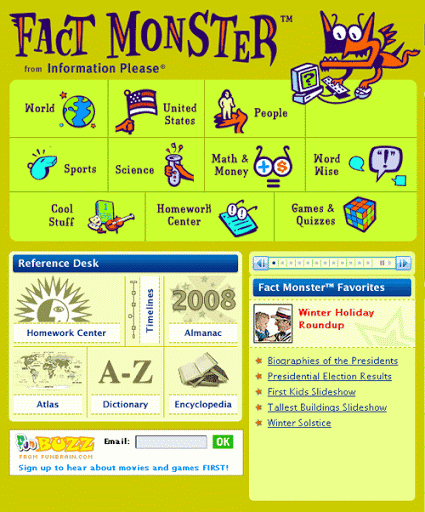 FACT MONSTER™
from Information Please®
World
United States
People
Sports
Science
Math & Money
Word Wise
Cool Stuff
Homework Center
Games & Quizzes
Reference Desk
Homework Center
Timelines
2008
Almanac
Atlas
A-Z
Dictionary
Encyclopedia
BUZZ
FROM FUNBRAIN.COM
Email:
OK
Sign up to hear about movies and games FIRST!
Fact Monster™ Favorites
Winter Holiday
Roundup
Biographies of the Presidents
Presidential Election Results
First Kids Slideshow
Tallest Buildings Slideshow
Winter Solstice